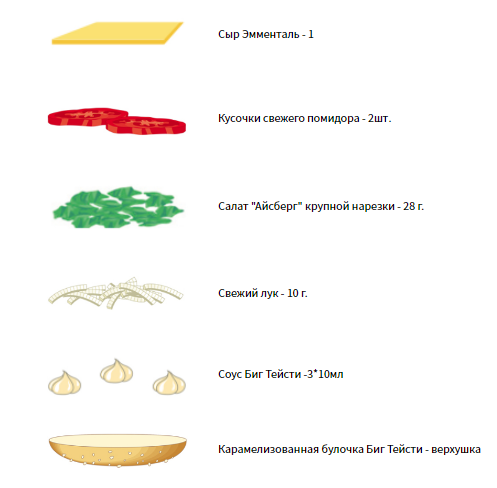 Сыр Эмменталь - 1
Кусочки свежего помидора - 2шт.
Салат "Айсберг" крупной нарезки - 28 г.
Свежий лук - 10 г.
Соус Биг Тейсти -3*10мл
Карамелизованная булочка Биг Тейсти - верхушка